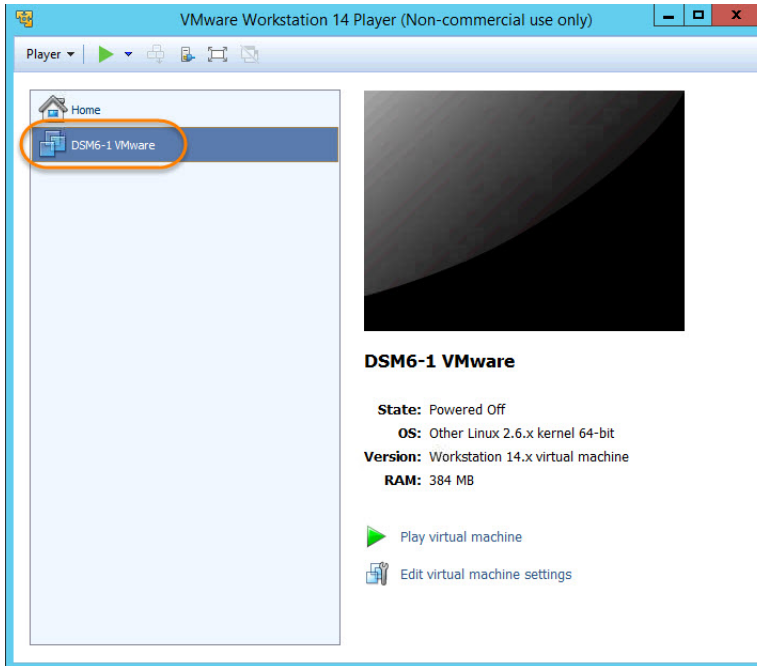 VMware Workstation 14 Player (Non-commercial use only)
Player
Home
DSM6-1 VMware
DSM6-1 VMware
State: Powered Off
OS: Other Linux 2.6.x kernel 64-bit
Version: Workstation 14.x virtual machine
RAM: 384 MB
Play virtual machine
Edit virtual machine settings